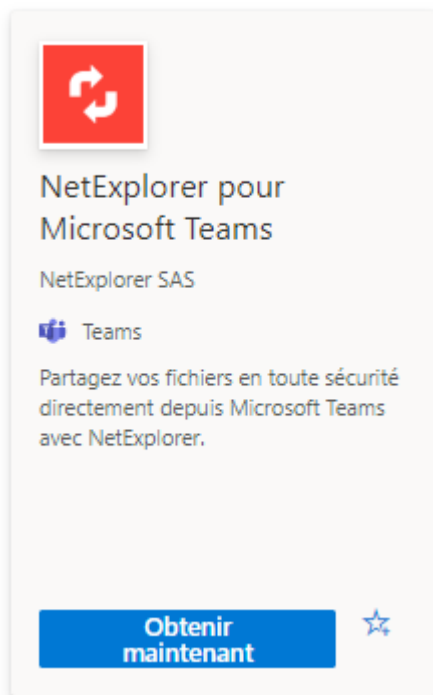 NetExplorer pour
Microsoft Teams
NetExplorer SAS
Teams
Partagez vos fichiers en toute sécurité
directement depuis Microsoft Teams
avec NetExplorer.
Obtenir
maintenant